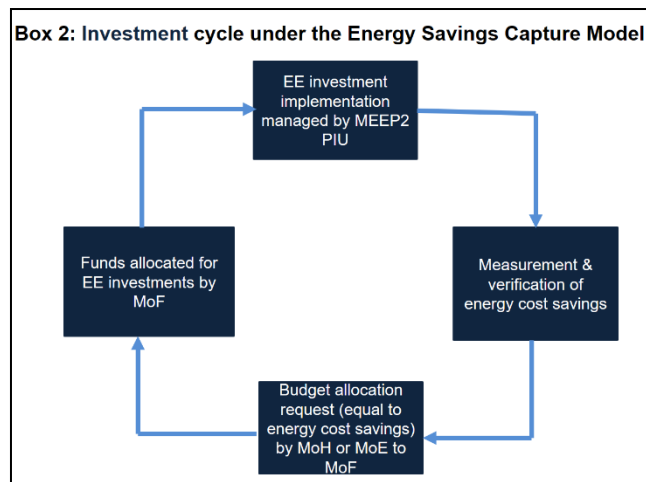 Box 2: Investment cycle under the Energy Savings Capture Model
EE investment
implementation
managed by MEEP2
PIU
Funds allocated for
EE investments by
MoF
Measurement &
verification of
energy cost savings
Budget allocation
request (equal to
energy cost savings)
by MoH or MoE to
MoF